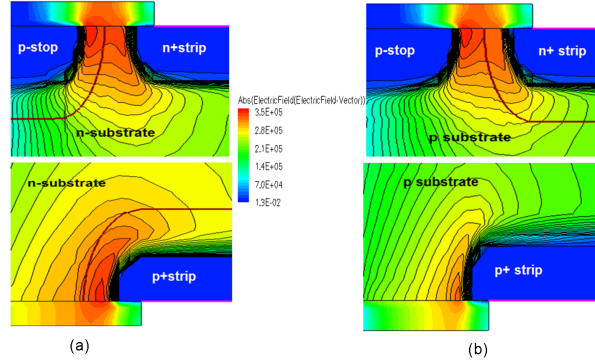 p-stop
n+strip
n-substrate
n-substrate
p+strip
(a)
Abs(ElectricField(ElectricField-Vector))
3.5E+05
2.8E+05
2.1E+05
1.4E+05
7.0E+04
1.3E-02
p-stop
n+ strip
p substrate
p substrate
p+ strip
(b)